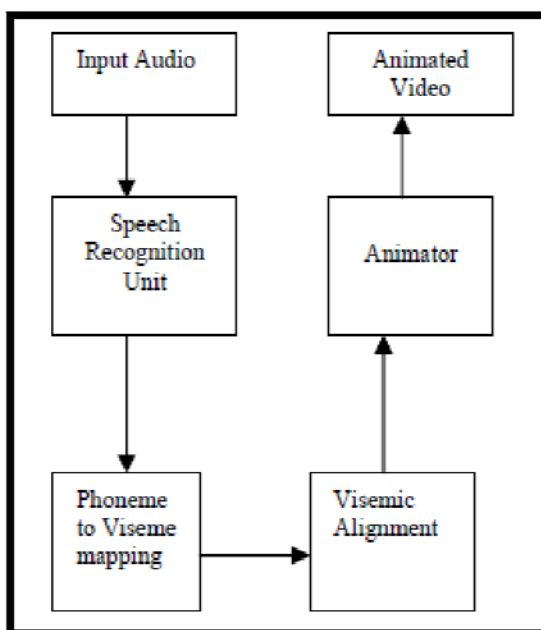 Input Audio
Speech
Recognition
Unit
Phoneme
to Viseme
mapping
Visemic
Alignment
Animator
Animated
Video